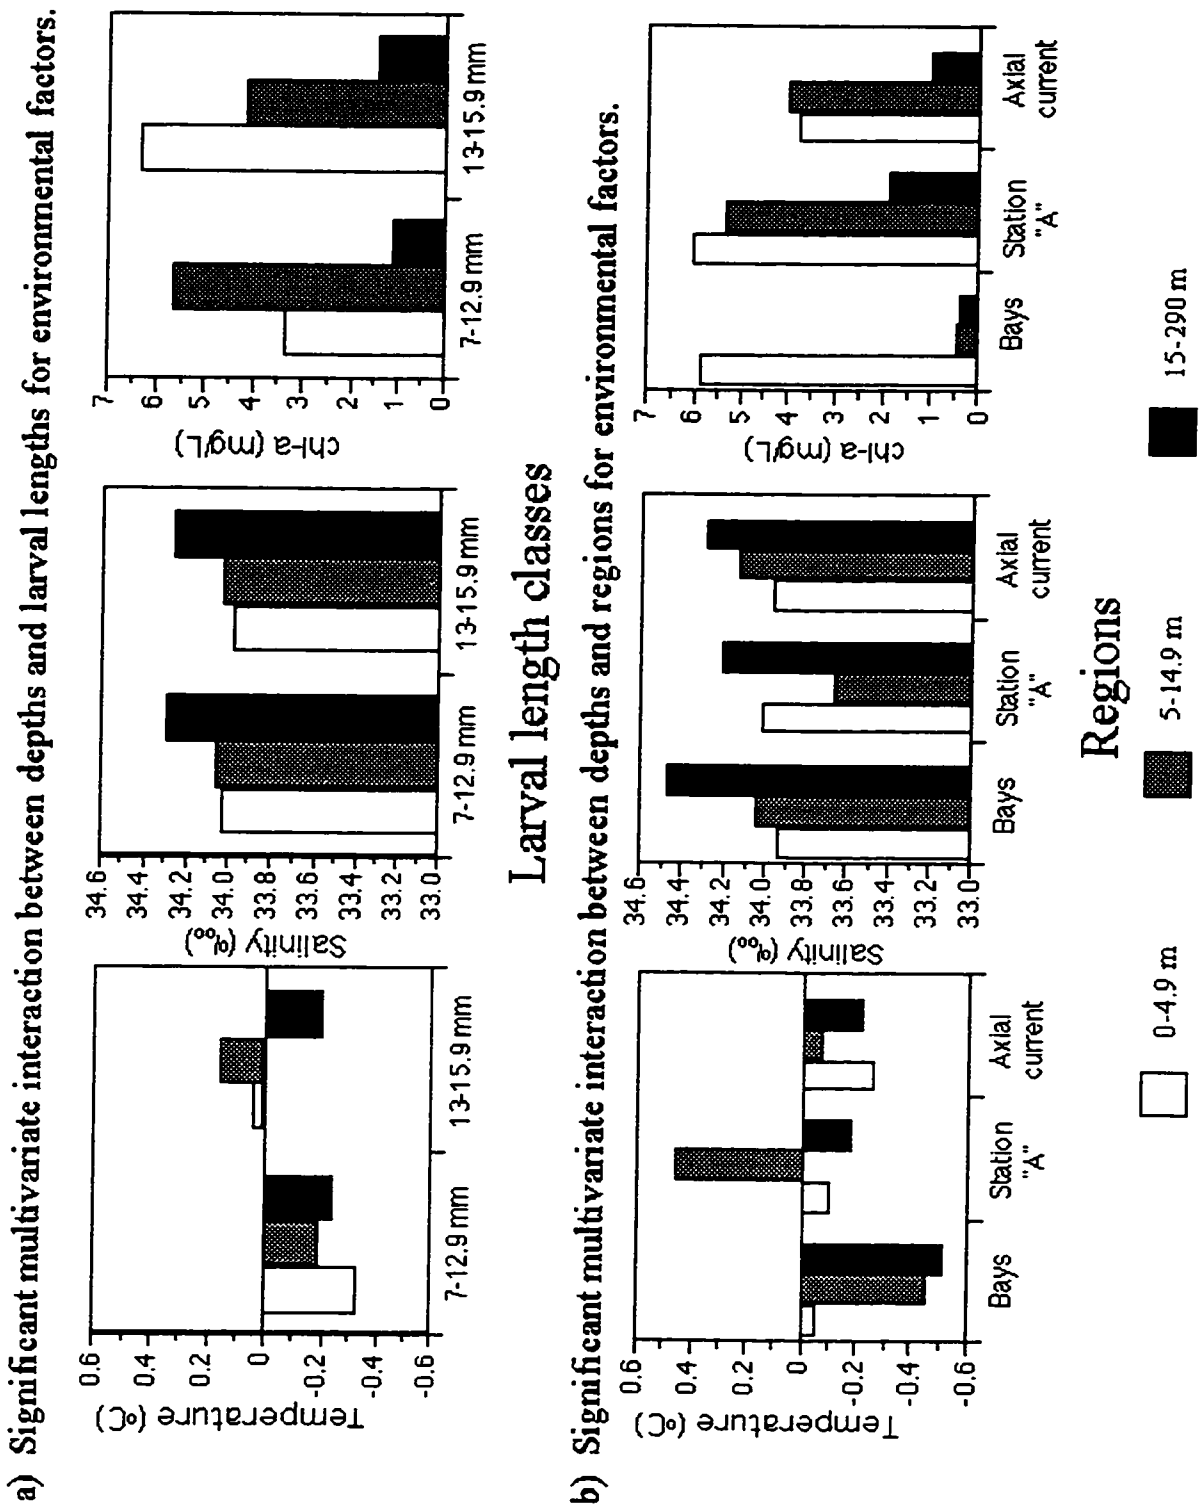 a) Significant multivariate interaction between depths and larval lengths for environmental factors.
Temperature (°C)
0.6
0.4
0.2
0
-0.2
-0.4
-0.6
7-12.9 mm
13-15.9 mm
Salinity (‰)
34.6
34.4
34.2
34.0
33.8
33.6
33.4
33.2
33.0
7-12.9 mm
13-15.9 mm
chl-a (mg/L)
7
6
5
4
3
2
1
0
7-12.9 mm
13-15.9 mm
Larval length classes
b) Significant multivariate interaction between depths and regions for environmental factors.
Temperature (°C)
0.6
0.4
0.2
0
-0.2
-0.4
-0.6
Bays
Station
"A"
Axial
current
Salinity (‰)
34.6
34.4
34.2
34.0
33.8
33.6
33.4
33.2
33.0
Bays
Station
"A"
Axial
current
chl-a (mg/L)
7
6
5
4
3
2
1
0
Bays
Station
"A"
Axial
current
Regions
0-4.9 m
5-14.9 m
15-290 m